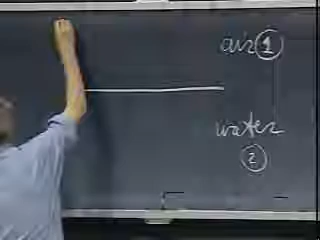 air ①
water
②